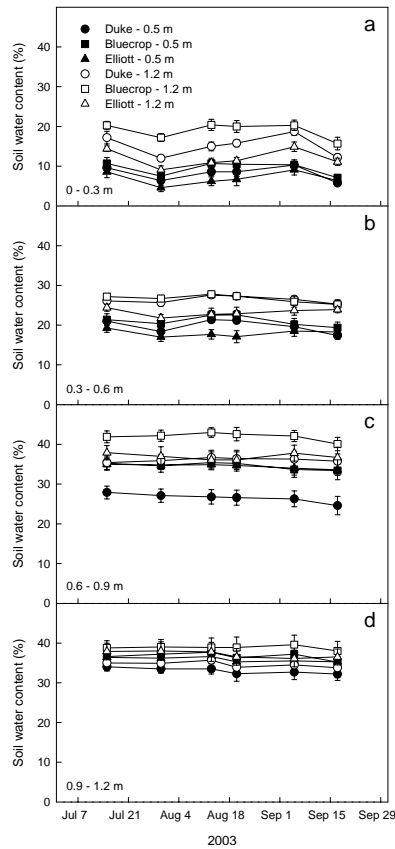 a
50
● Duke - 0.5 m
■ Bluecrop - 0.5 m
▲ Elliott - 0.5 m
○ Duke - 1.2 m
□ Bluecrop - 1.2 m
△ Elliott - 1.2 m
40
30
20
10
0
Soil water content (%)
0 - 0.3 m
b
40
30
20
10
0
Soil water content (%)
0.3 - 0.6 m
c
40
30
20
10
0
Soil water content (%)
0.6 - 0.9 m
d
40
30
20
10
0
Soil water content (%)
0.9 - 1.2 m
Jul 7 Jul 21 Aug 4 Aug 18 Sep 1 Sep 15 Sep 29
2003